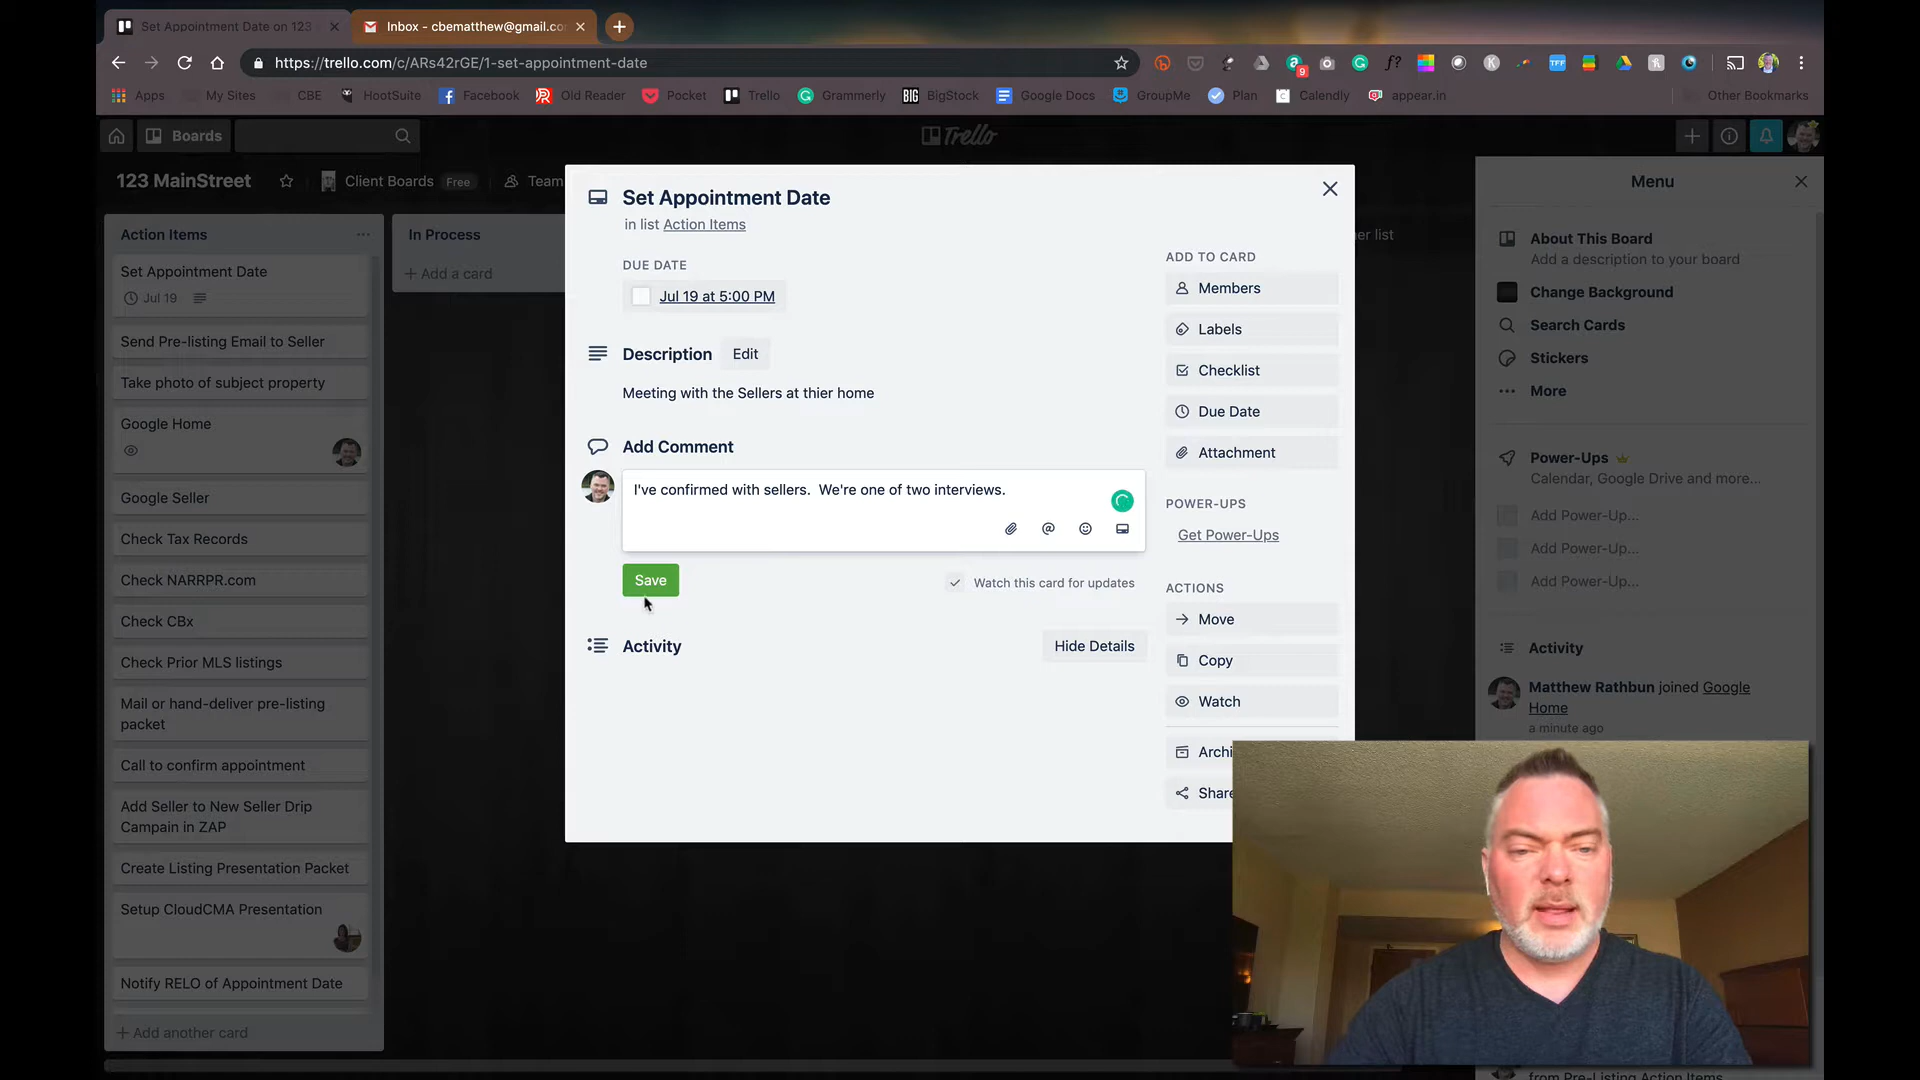 Set Appointment Date on 123
Inbox - cbematthew@gmail.co
https://trello.com/c/ARs42rGE/1-set-appointment-date
9
f?
TFF
Apps
My Sites
CBE
HootSuite
Facebook
Old Reader
Pocket
Trello
Grammerly
BIG
BigStock
Google Docs
GroupMe
Plan
Calendly
appear.in
Other Bookmarks
Boards
Trello
123 MainStreet
Client Boards
Free
Team
Action Items
Set Appointment Date
Jul 19
Send Pre-listing Email to Seller
Take photo of subject property
Google Home
Google Seller
Check Tax Records
Check NARRPR.com
Check CBx
Check Prior MLS listings
Mail or hand-deliver pre-listing
packet
Call to confirm appointment
Add Seller to New Seller Drip
Campain in ZAP
Create Listing Presentation Packet
Setup CloudCMA Presentation
Notify RELO of Appointment Date
+ Add another card
In Process
+ Add a card
Set Appointment Date
in list Action Items
DUE DATE
Jul 19 at 5:00 PM
Description
Edit
Meeting with the Sellers at thier home
Add Comment
I've confirmed with sellers.  We're one of two interviews.
Save
Watch this card for updates
Activity
Hide Details
ADD TO CARD
Members
Labels
Checklist
Due Date
Attachment
POWER-UPS
Get Power-Ups
ACTIONS
Move
Copy
Watch
Archi
Share
er list
Menu
About This Board
Add a description to your board
Change Background
Search Cards
Stickers
More
Power-Ups
Calendar, Google Drive and more...
Add Power-Up...
Add Power-Up...
Add Power-Up...
Activity
Matthew Rathbun joined Google
Home
a minute ago
from Pre-Listing Action Items